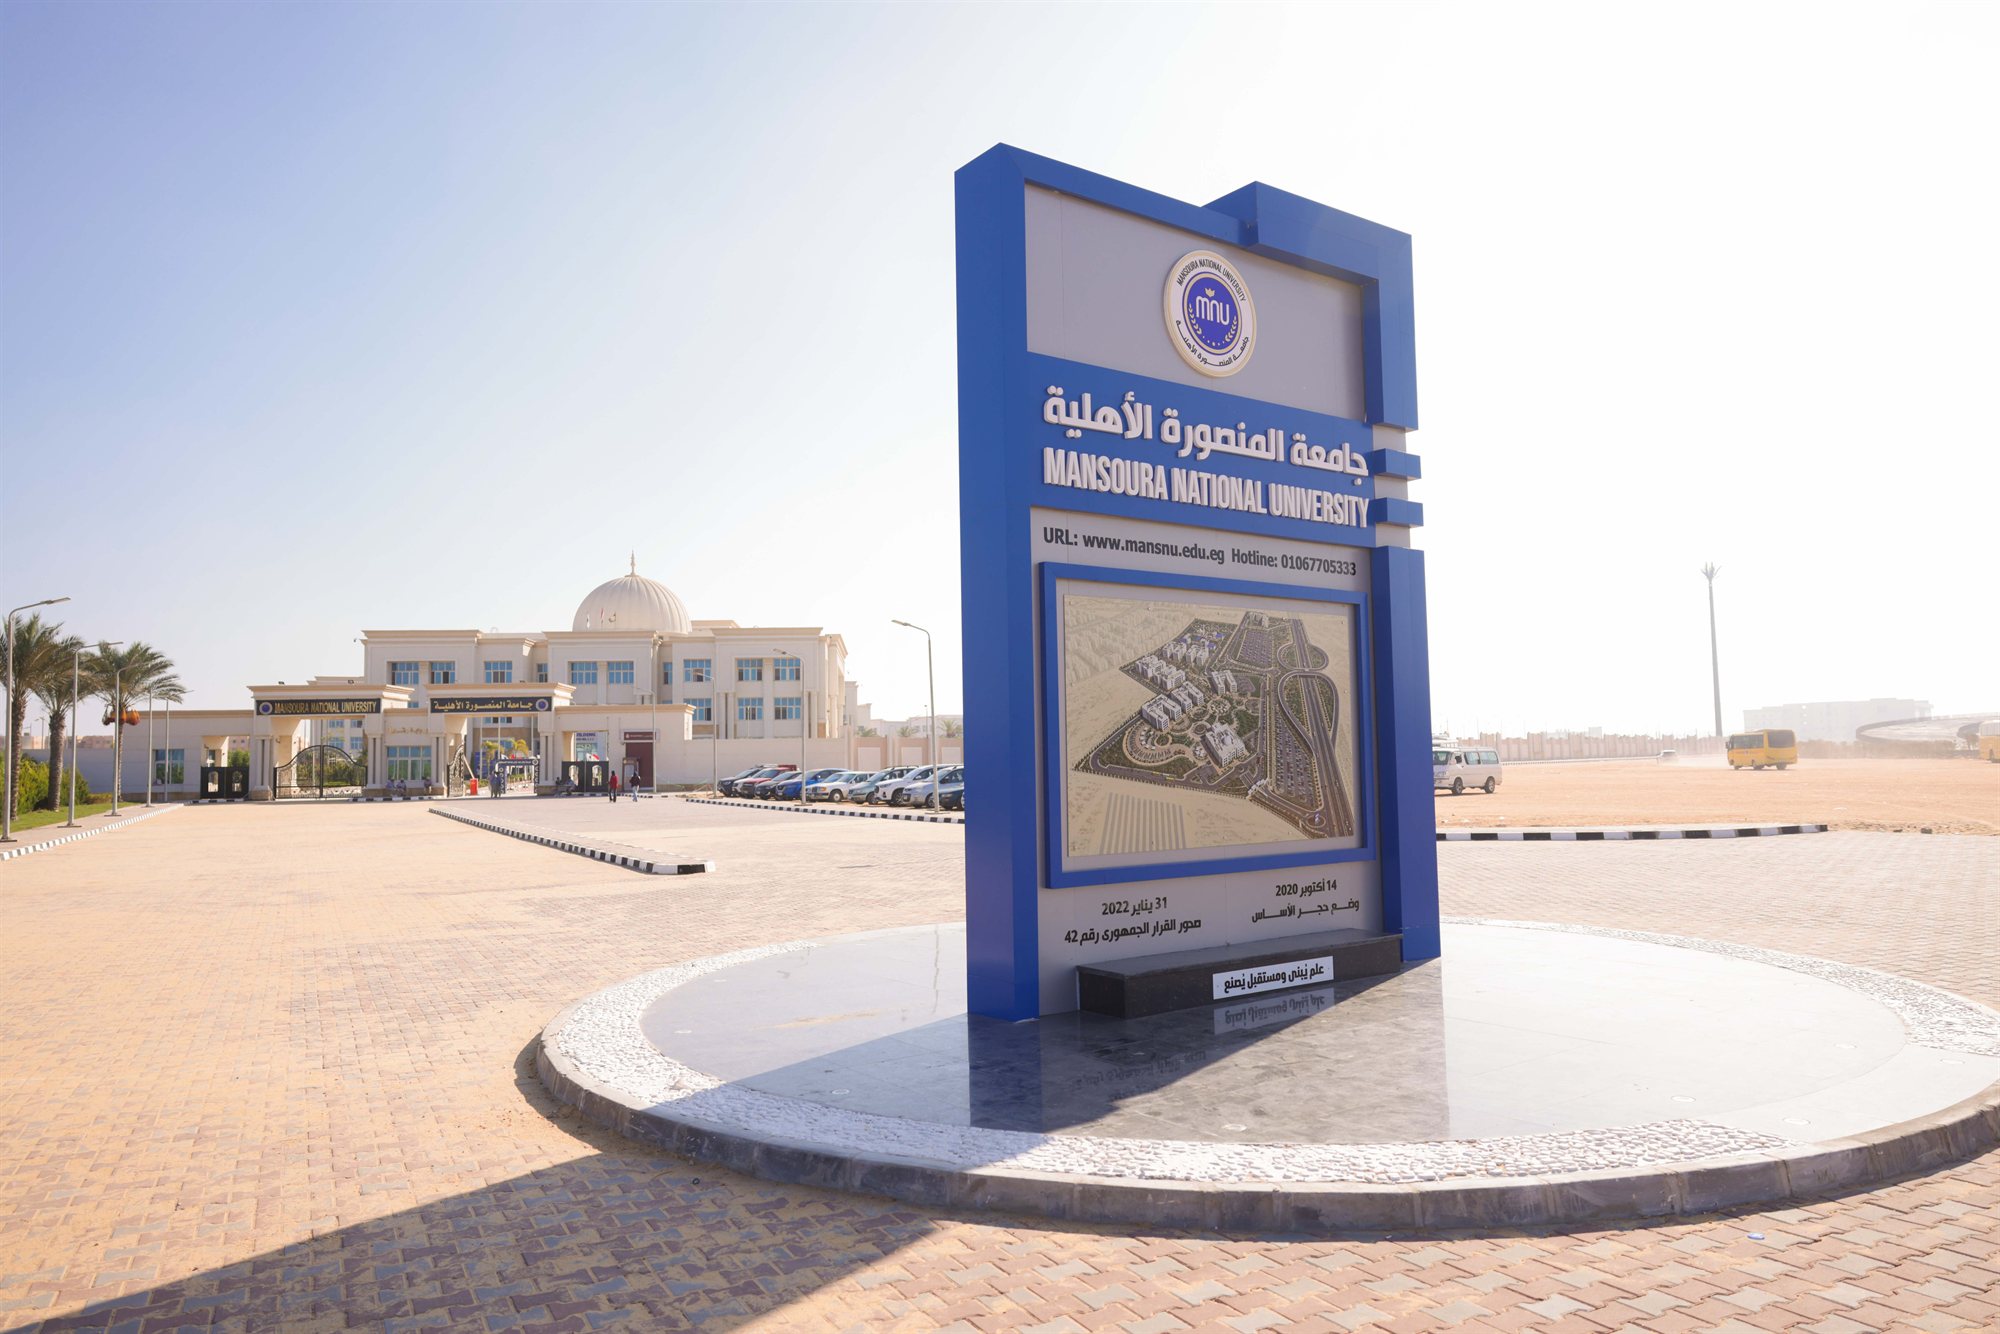 MANSOURA NATIONAL UNIVERSITY
mnu
جامعة المنصورة الأهلية
جامعة المنصورة الأهلية
MANSOURA NATIONAL UNIVERSITY
URL: www.mansnu.edu.eg Hotline: 01067705333
14 أكتوبر 2020
وضع حجر الأساس
31 يناير 2022
صدور القرار الجمهورى رقم 42
علم يُبنى ومستقبل يُصنع
MANSOURA NATIONAL UNIVERSITY
جامعة المنصورة الأهلية